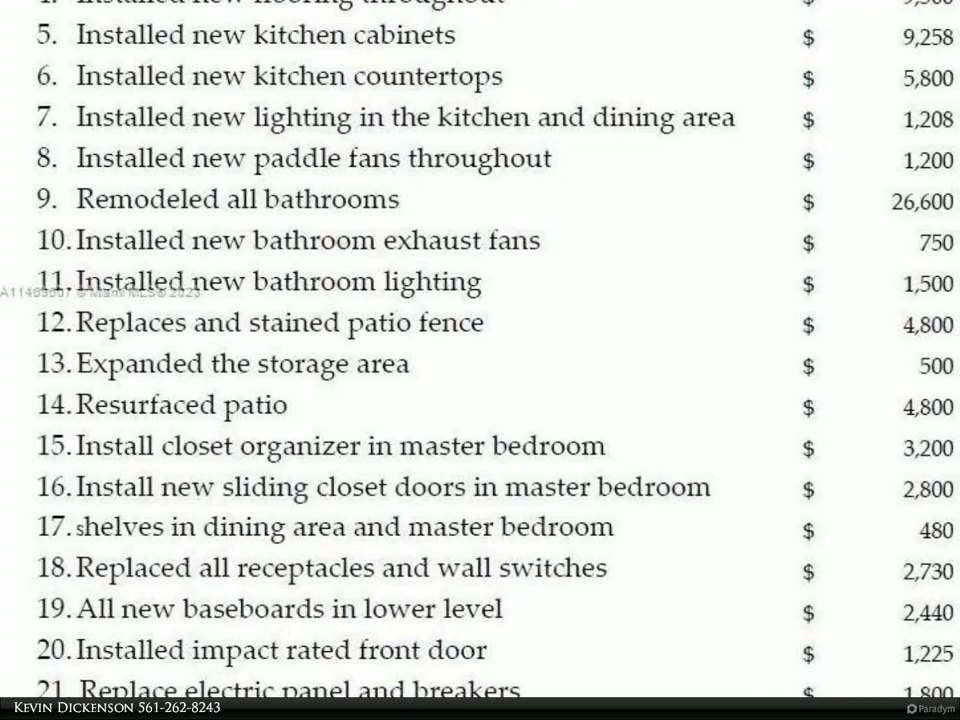 4. Installed new flooring throughout $ 9,300
5. Installed new kitchen cabinets $ 9,258
6. Installed new kitchen countertops $ 5,800
7. Installed new lighting in the kitchen and dining area $ 1,208
8. Installed new paddle fans throughout $ 1,200
9. Remodeled all bathrooms $ 26,600
10. Installed new bathroom exhaust fans $ 750
11. Installed new bathroom lighting $ 1,500
12. Replaces and stained patio fence $ 4,800
13. Expanded the storage area $ 500
14. Resurfaced patio $ 4,800
15. Install closet organizer in master bedroom $ 3,200
16. Install new sliding closet doors in master bedroom $ 2,800
17. shelves in dining area and master bedroom $ 480
18. Replaced all receptacles and wall switches $ 2,730
19. All new baseboards in lower level $ 2,440
20. Installed impact rated front door $ 1,225
21. Replace electric panel and breakers $ 1,800
KEVIN DICKENSON 561-262-8243
Paradym